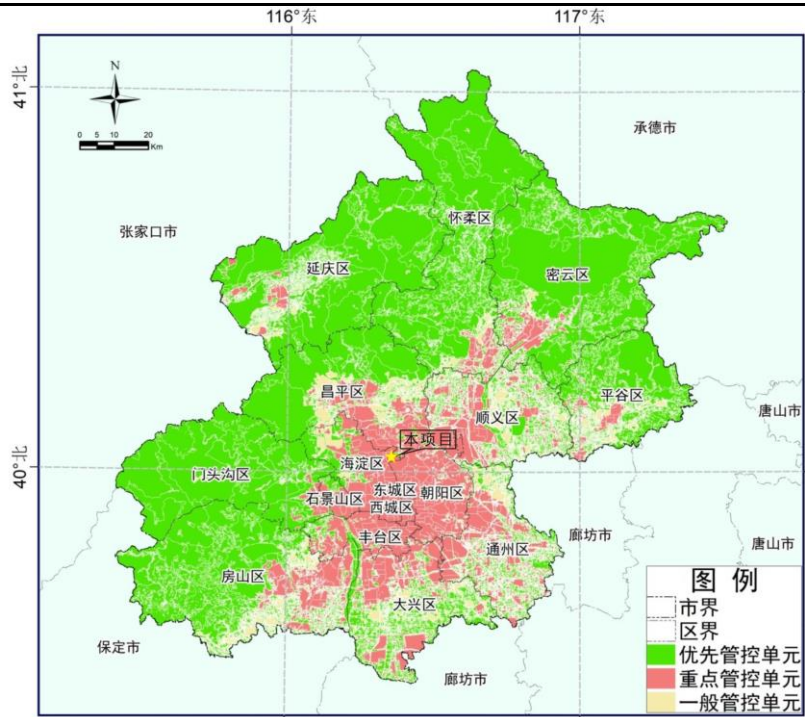 116°东
117°东
41°北
N
0 5 10 20
Km
承德市
怀柔区
张家口市
延庆区
密云区
昌平区
平谷区
顺义区
唐山市
本项目
40°北
海淀区
门头沟区
东城区
朝阳区
石景山区
西城区
丰台区
通州区
廊坊市
唐山市
房山区
大兴区
保定市
廊坊市
图 例
市界
区界
优先管控单元
重点管控单元
一般管控单元